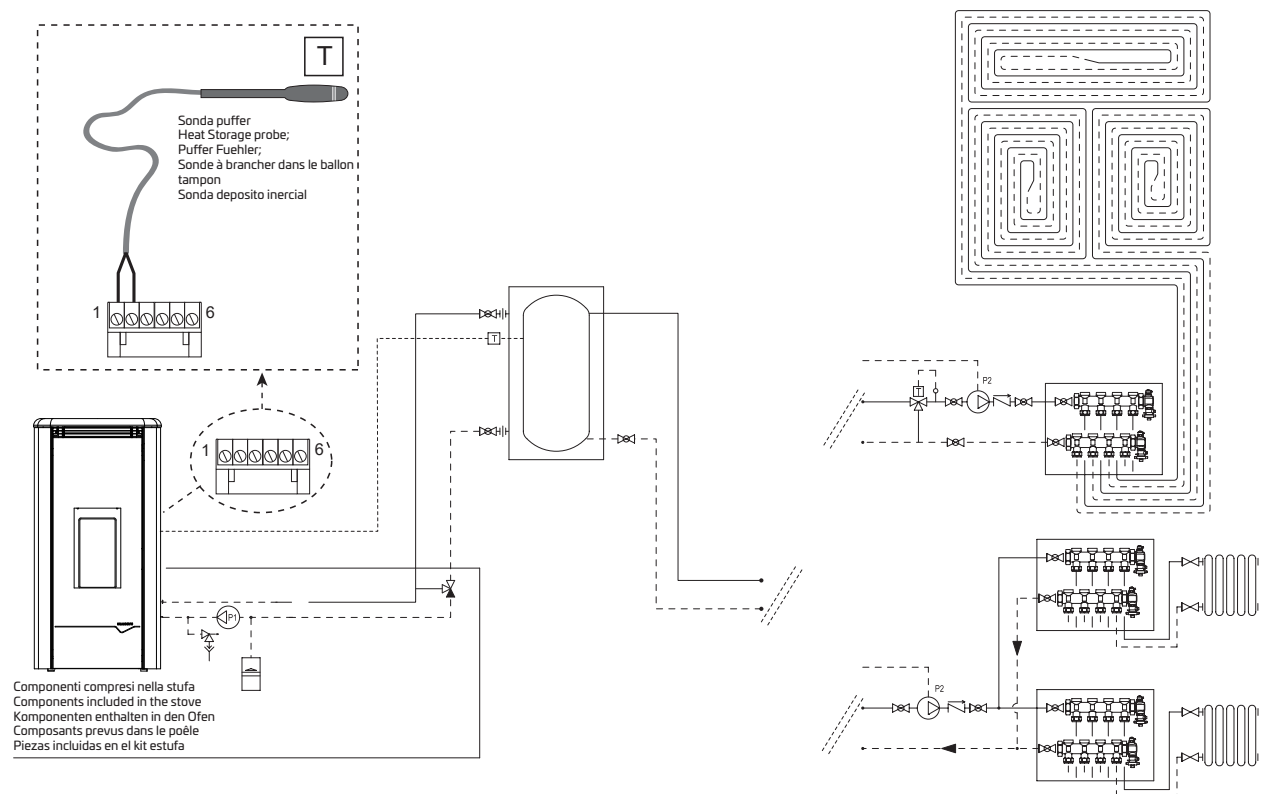 T
Sonda puffer
Heat Storage probe;
Puffer Fuehler;
Sonde à brancher dans le ballon
tampon
Sonda deposito inercial
1
6
T
1
6
P1
Componenti compresi nella stufa
Components included in the stove
Komponenten enthalten in den Ofen
Composants prevus dans le poêle
Piezas incluidas en el kit estufa
T
P2
P2